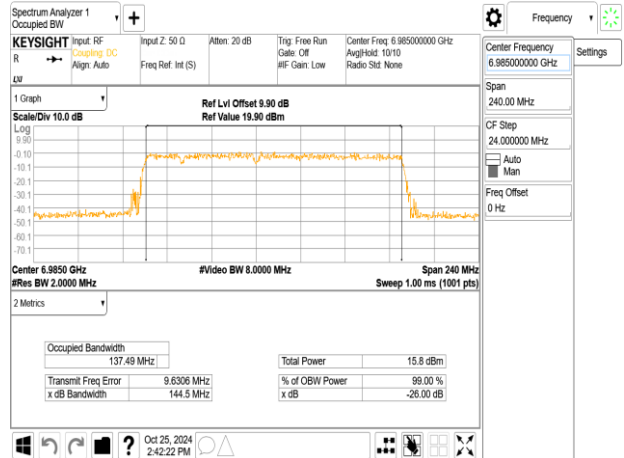 Spectrum Analyzer 1
Occupied BW
Frequency
KEYSIGHT Input: RF Input Z: 50 Ω Atten: 20 dB Trig: Free Run Center Freq: 6.985000000 GHz
R Coupling: DC Gate: Off Avg|Hold: 10/10
Align: Auto Freq Ref: Int (S) #IF Gain: Low Radio Std: None
Center Frequency
6.985000000 GHz
Settings
Span
240.00 MHz
CF Step
24.000000 MHz
Auto
Man
Freq Offset
0 Hz
1 Graph
Ref Lvl Offset 9.90 dB
Scale/Div 10.0 dB Ref Value 19.90 dBm
Log
9.90
-0.10
-10.1
-20.1
-30.1
-40.1
-50.1
-60.1
-70.1
Center 6.9850 GHz #Video BW 8.0000 MHz Span 240 MHz
#Res BW 2.0000 MHz Sweep 1.00 ms (1001 pts)
2 Metrics
Occupied Bandwidth
137.49 MHz Total Power 15.8 dBm
Transmit Freq Error 9.6306 MHz % of OBW Power 99.00 %
x dB Bandwidth 144.5 MHz x dB -26.00 dB
? Oct 25, 2024
2:42:22 PM